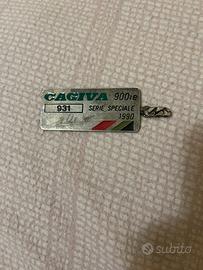 CAGIVA 900ie
931 SERIE SPECIALE
1990
subito